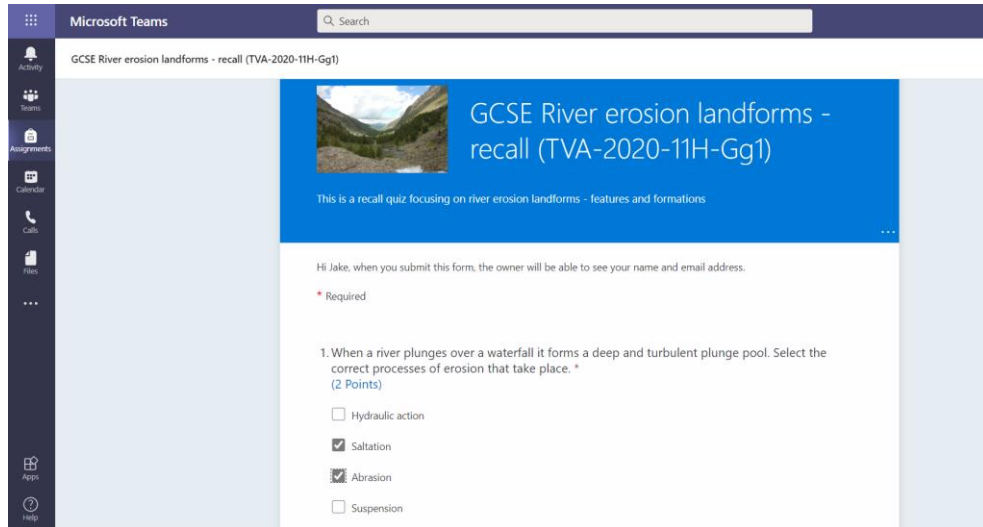 Microsoft Teams
Search
Activity
GCSE River erosion landforms - recall (TVA-2020-11H-Gg1)
Teams
Assignments
Calendar
Calls
Files
Apps
Help
GCSE River erosion landforms -
recall (TVA-2020-11H-Gg1)
This is a recall quiz focusing on river erosion landforms - features and formations
...
Hi Jake, when you submit this form, the owner will be able to see your name and email address.
* Required
1. When a river plunges over a waterfall it forms a deep and turbulent plunge pool. Select the
correct processes of erosion that take place. *
(2 Points)
Hydraulic action
Saltation
Abrasion
Suspension